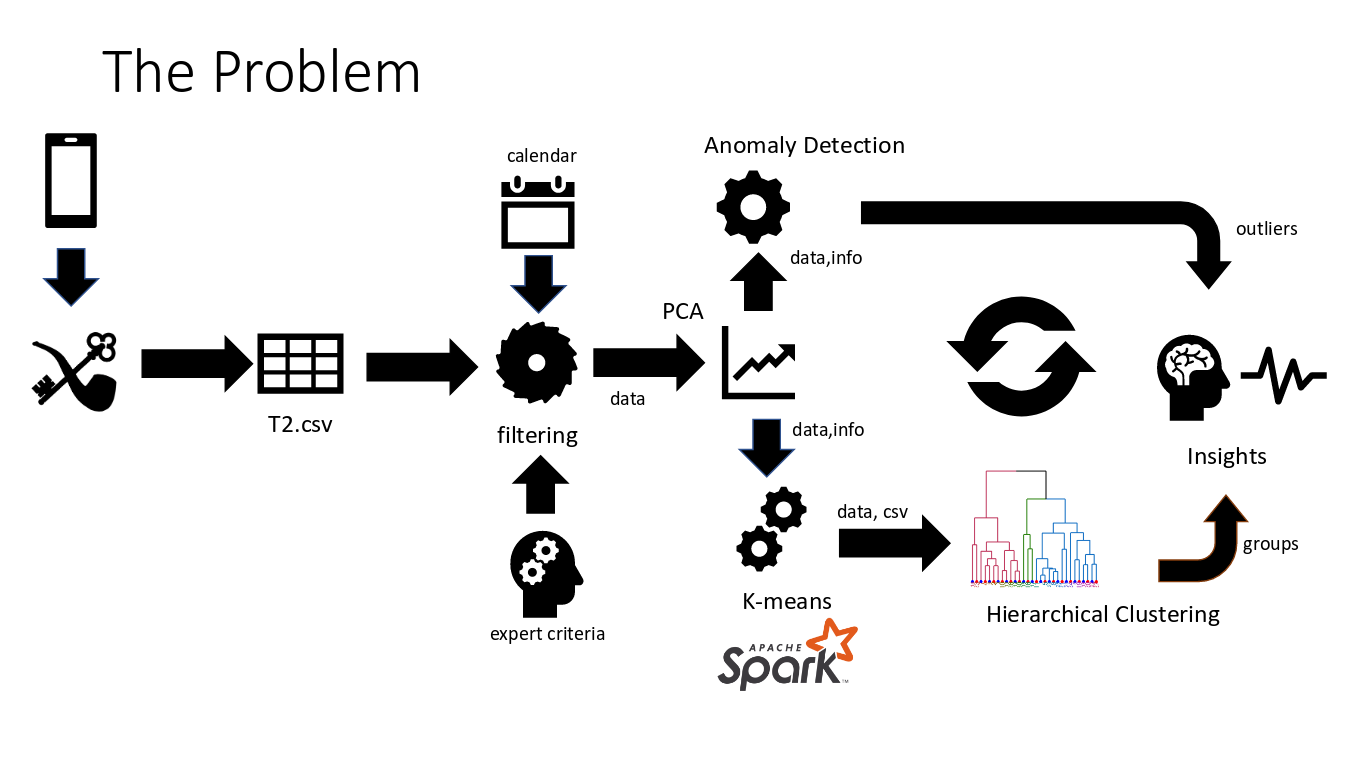 The Problem
calendar
Anomaly Detection
outliers
data,info
PCA
data
T2.csv
filtering
data,info
Insights
data, csv
groups
K-means
Hierarchical Clustering
expert criteria
APACHE
Spark™